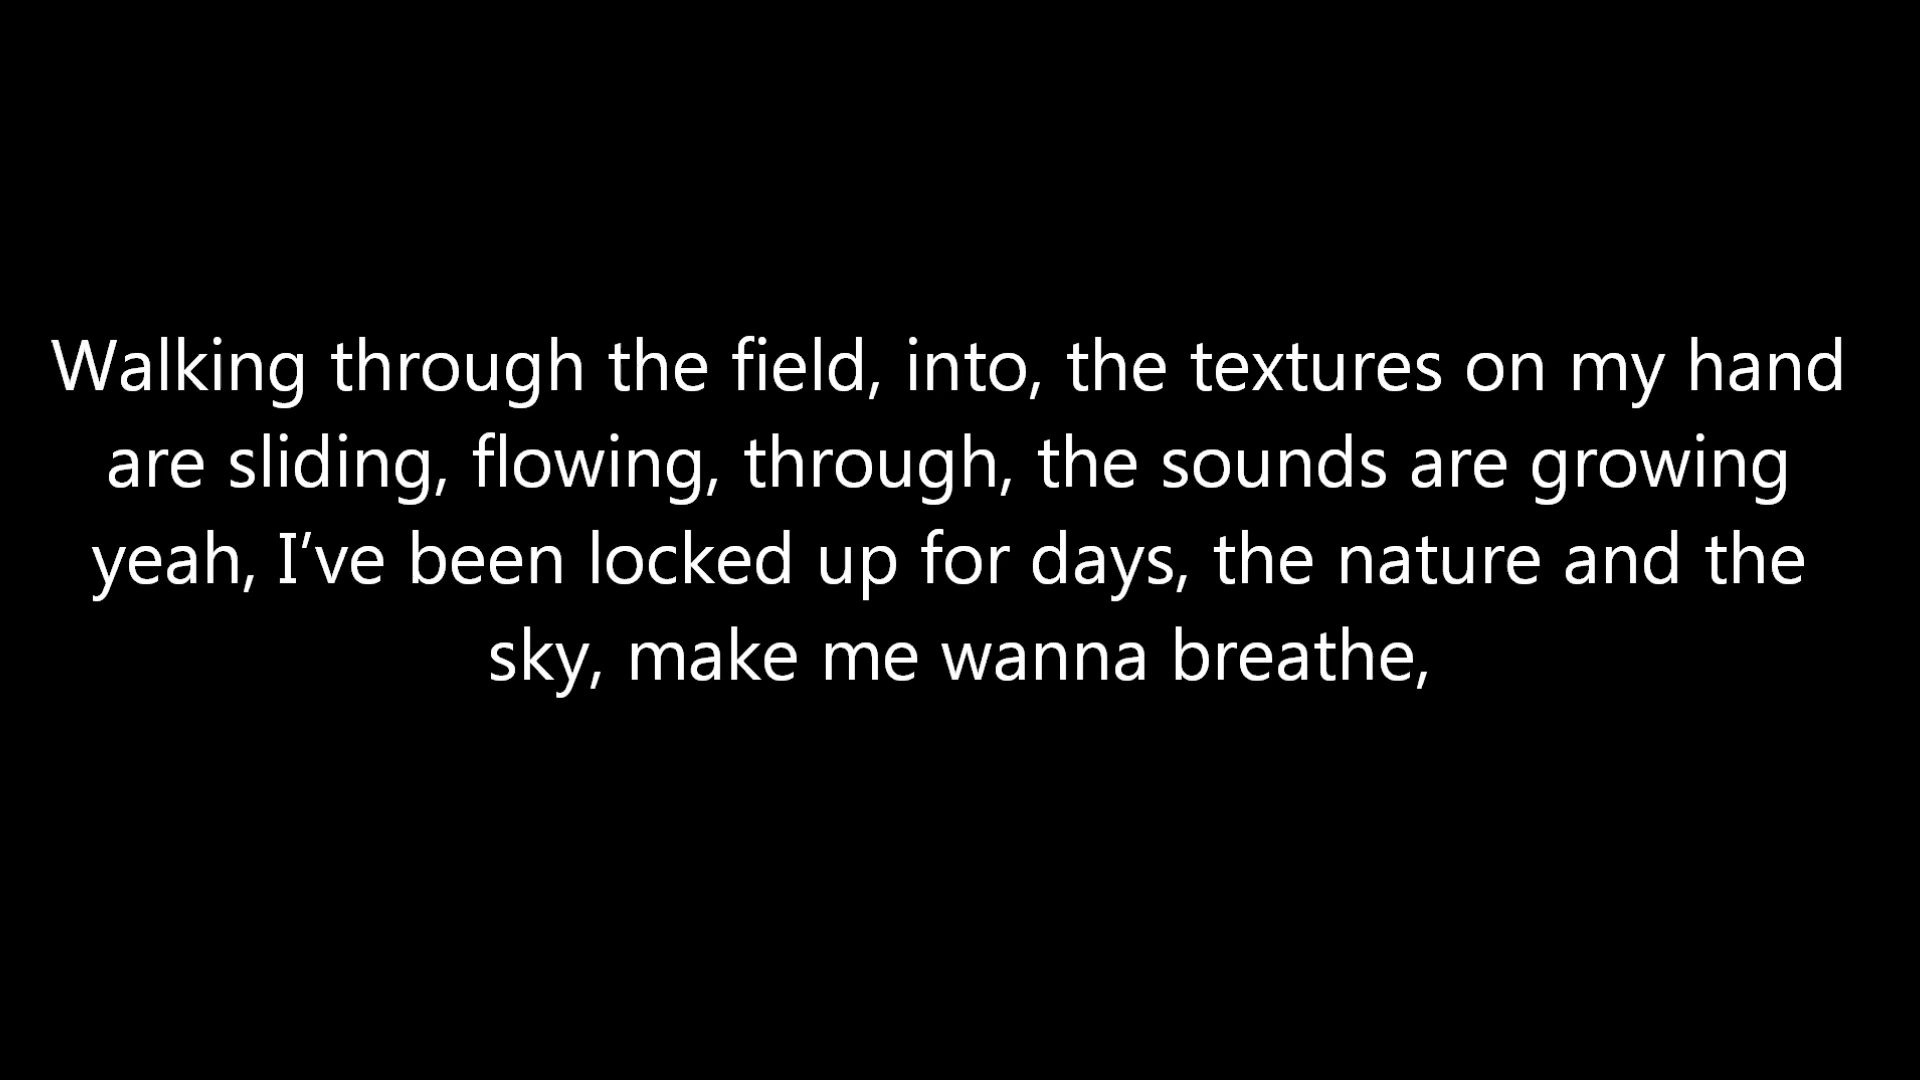 Walking through the field, into, the textures on my hand
are sliding, flowing, through, the sounds are growing
yeah, I’ve been locked up for days, the nature and the
sky, make me wanna breathe,